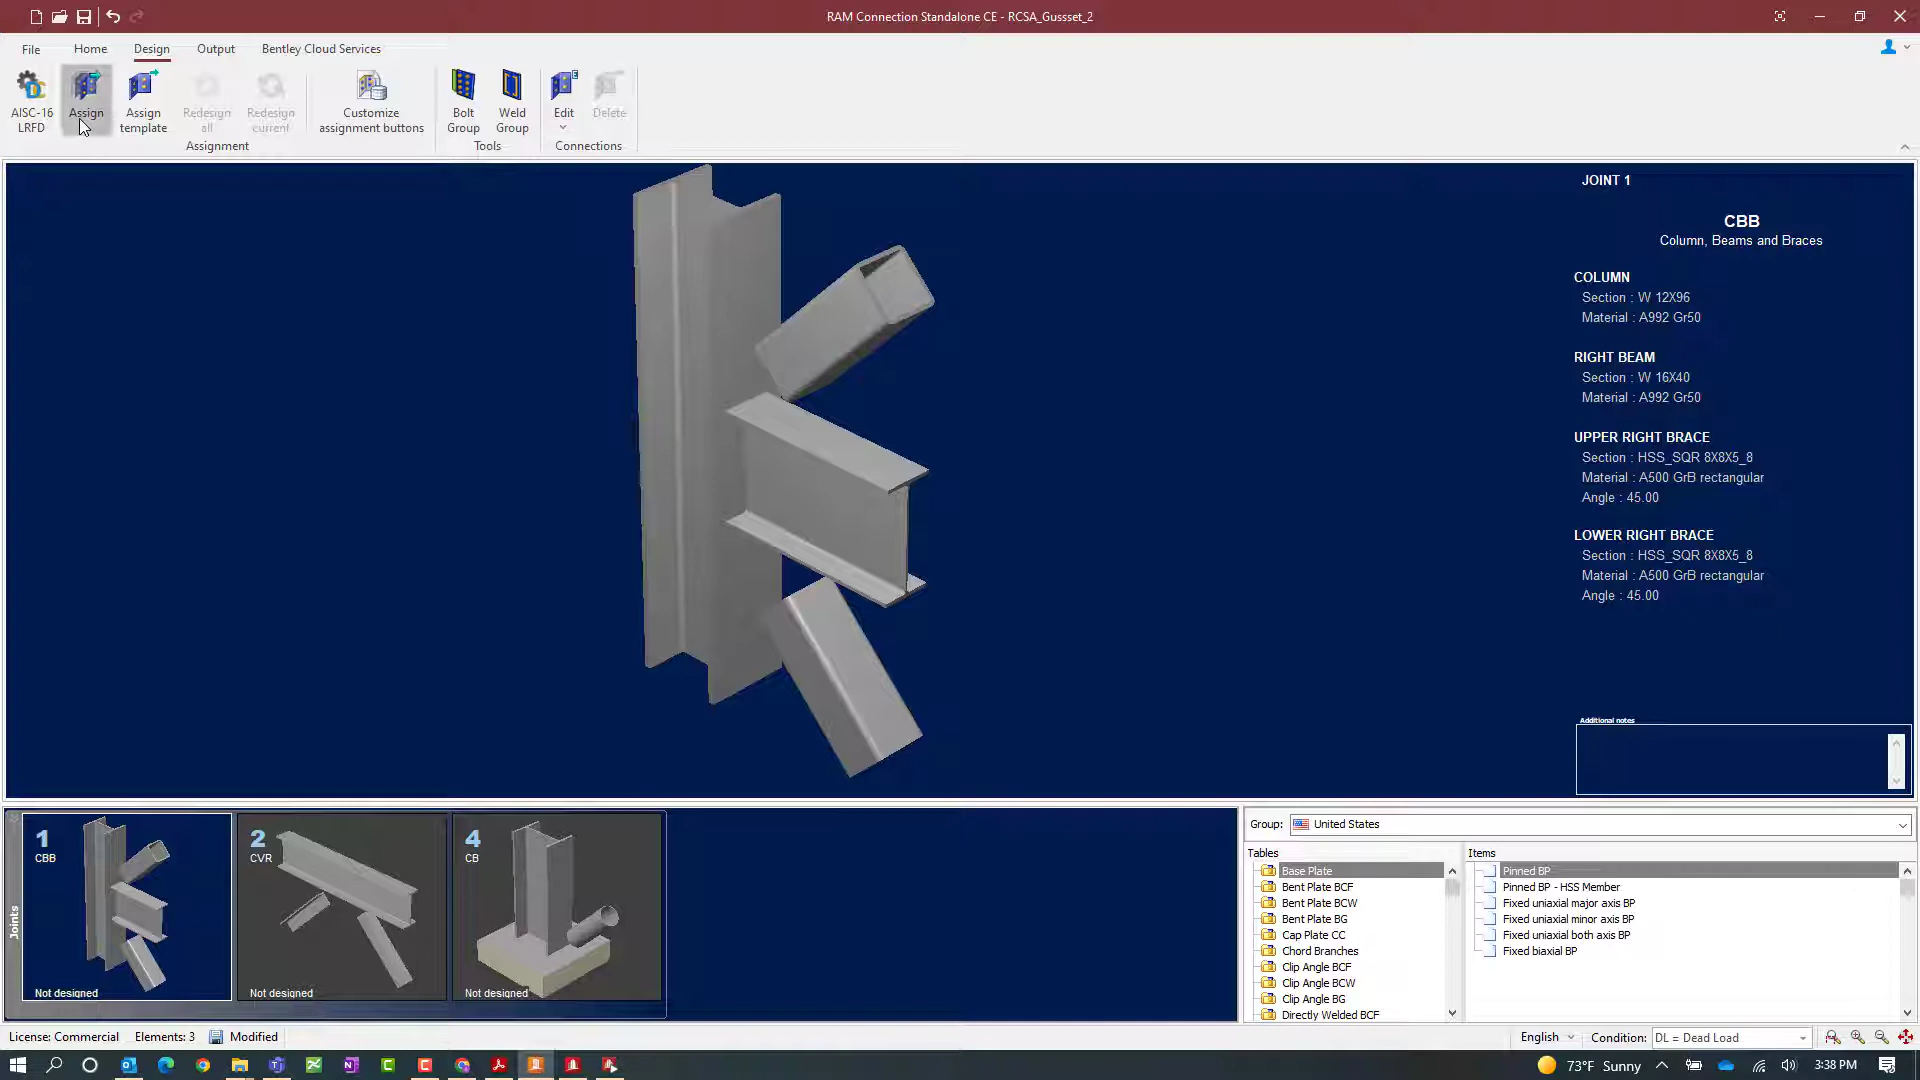 RAM Connection Standalone CE - RCSA_Gussset_2
File
Home
Design
Output
Bentley Cloud Services
AISC-16
LRFD
Assign
Assign
template
Redesign
all
Redesign
current
Customize
assignment buttons
Bolt
Group
Weld
Group
Edit
Delete
Assignment
Tools
Connections
JOINT 1
CBB
Column, Beams and Braces
COLUMN
Section : W 12X96
Material : A992 Gr50
RIGHT BEAM
Section : W 16X40
Material : A992 Gr50
UPPER RIGHT BRACE
Section : HSS_SQR 8X8X5_8
Material : A500 GrB rectangular
Angle : 45.00
LOWER RIGHT BRACE
Section : HSS_SQR 8X8X5_8
Material : A500 GrB rectangular
Angle : 45.00
Additional notes
Joints
1
CBB
Not designed
2
CVR
Not designed
4
CB
Not designed
Group: United States
Tables
Base Plate
Bent Plate BCF
Bent Plate BCW
Bent Plate BG
Cap Plate CC
Chord Branches
Clip Angle BCF
Clip Angle BCW
Clip Angle BG
Directly Welded BCF
Items
Pinned BP
Pinned BP - HSS Member
Fixed uniaxial major axis BP
Fixed uniaxial minor axis BP
Fixed uniaxial both axis BP
Fixed biaxial BP
License: Commercial
Elements: 3
Modified
English
Condition: DL = Dead Load
73°F Sunny
3:38 PM